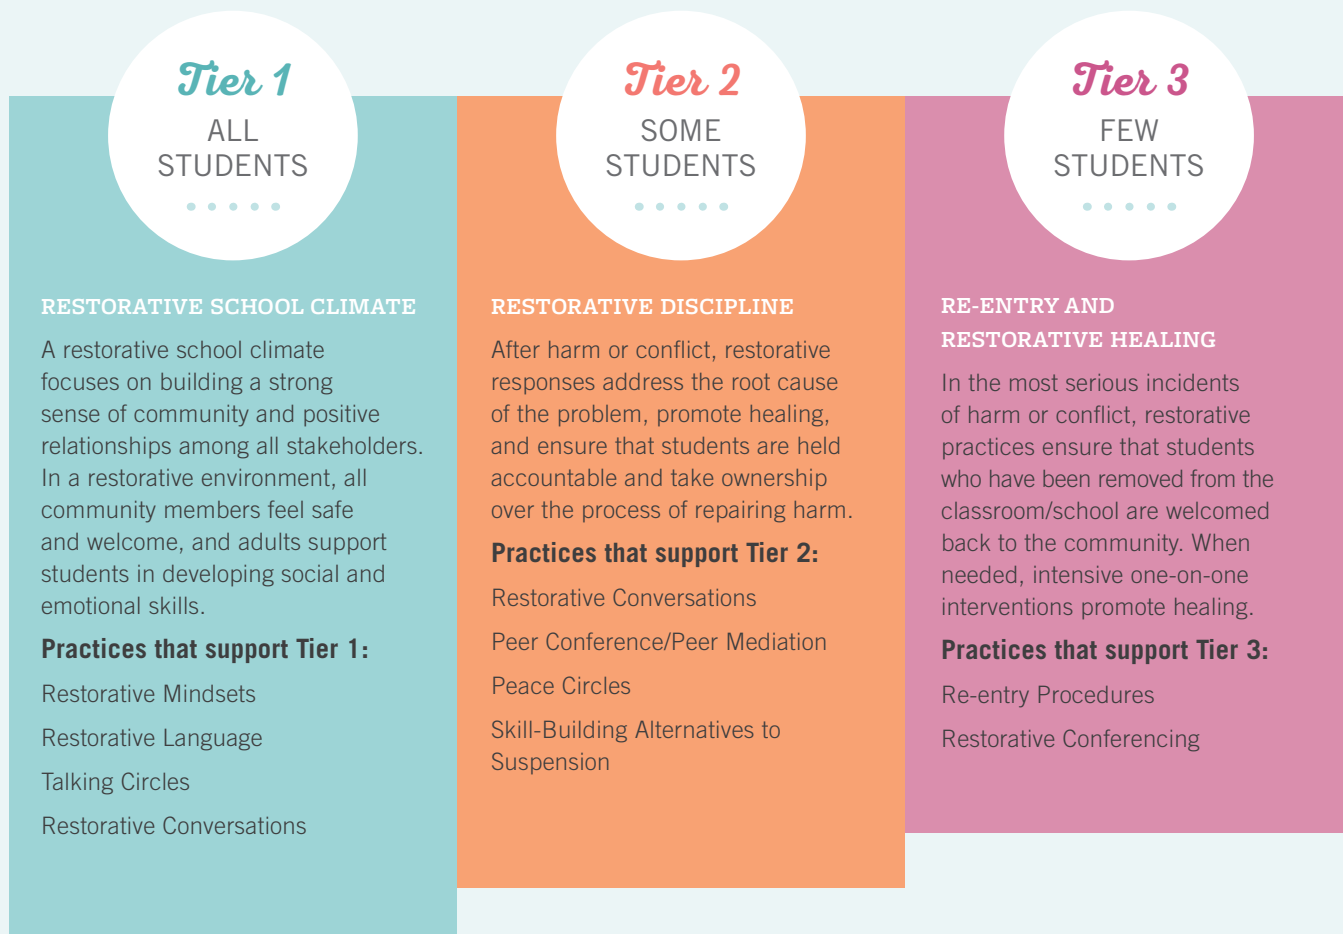 Tier 1
ALL
STUDENTS
RESTORATIVE SCHOOL CLIMATE
A restorative school climate
focuses on building a strong
sense of community and positive
relationships among all stakeholders.
In a restorative environment, all
community members feel safe
and welcome, and adults support
students in developing social and
emotional skills.
Practices that support Tier 1:
Restorative Mindsets
Restorative Language
Talking Circles
Restorative Conversations
Tier 2
SOME
STUDENTS
RESTORATIVE DISCIPLINE
After harm or conflict, restorative
responses address the root cause
of the problem, promote healing,
and ensure that students are held
accountable and take ownership
over the process of repairing harm.
Practices that support Tier 2:
Restorative Conversations
Peer Conference/Peer Mediation
Peace Circles
Skill-Building Alternatives to
Suspension
Tier 3
FEW
STUDENTS
RE-ENTRY AND
RESTORATIVE HEALING
In the most serious incidents
of harm or conflict, restorative
practices ensure that students
who have been removed from the
classroom/school are welcomed
back to the community. When
needed, intensive one-on-one
interventions promote healing.
Practices that support Tier 3:
Re-entry Procedures
Restorative Conferencing